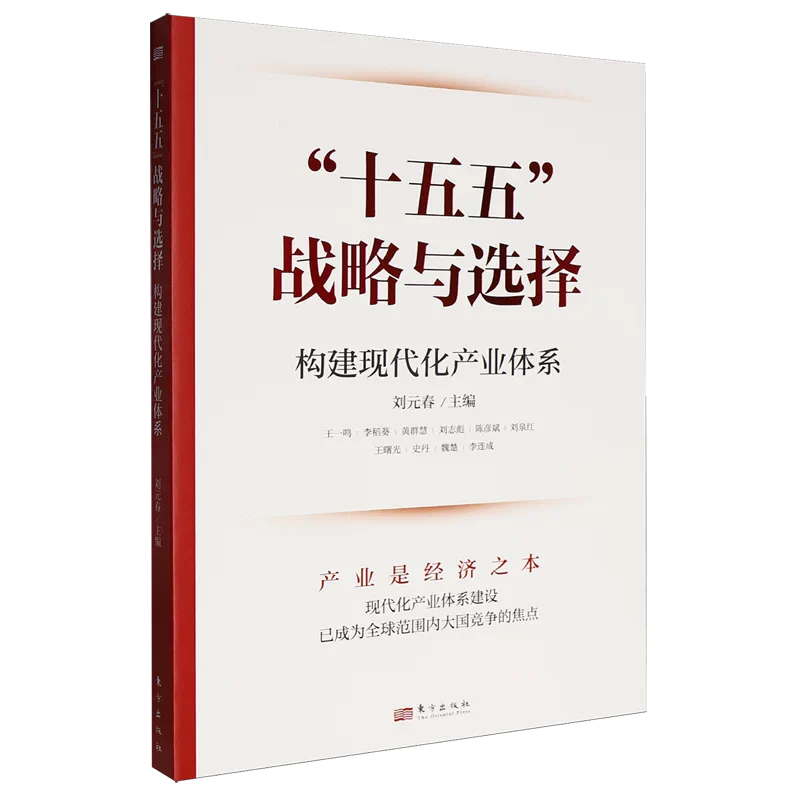 “十五五”
战略与选择
构建现代化产业体系
刘元春 / 主编
王一鸣 | 李稻葵 | 黄群慧 | 刘志彪 | 陈彦斌 | 刘泉红
王曙光 | 史丹 | 魏楚 | 李连成
产业是经济之本
现代化产业体系建设
已成为全球范围内大国竞争的焦点
東方出版社
The Oriental Press
“十五五”战略与选择 构建现代化产业体系
刘元春 / 主编
東方出版社